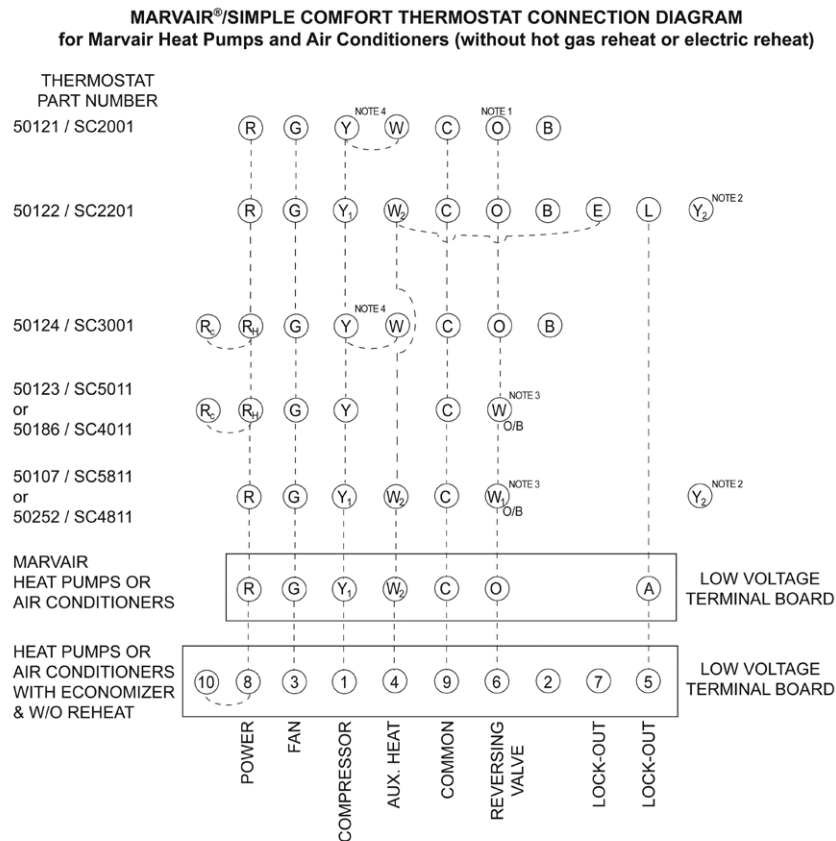 MARVAIR®/SIMPLE COMFORT THERMOSTAT CONNECTION DIAGRAM
for Marvair Heat Pumps and Air Conditioners (without hot gas reheat or electric reheat)
THERMOSTAT
PART NUMBER
NOTE 4 NOTE 1
50121 / SC2001 R G Y W C O B
50122 / SC2201 R G Y1 W2 C O B E L Y2 NOTE 2
NOTE 4
50124 / SC3001 Rc RH G Y W C O B
50123 / SC5011
or Rc RH G Y C W NOTE 3
50186 / SC4011 O/B
50107 / SC5811
or R G Y1 W2 C W1 NOTE 3 Y2 NOTE 2
50252 / SC4811 O/B
MARVAIR
HEAT PUMPS OR
AIR CONDITIONERS
R G Y1 W2 C O A
LOW VOLTAGE
TERMINAL BOARD
HEAT PUMPS OR
AIR CONDITIONERS
WITH ECONOMIZER
& W/O REHEAT
10 8 3 1 4 9 6 2 7 5
LOW VOLTAGE
TERMINAL BOARD
POWER
FAN
COMPRESSOR
AUX. HEAT
COMMON
REVERSING
VALVE
LOCK-OUT
LOCK-OUT